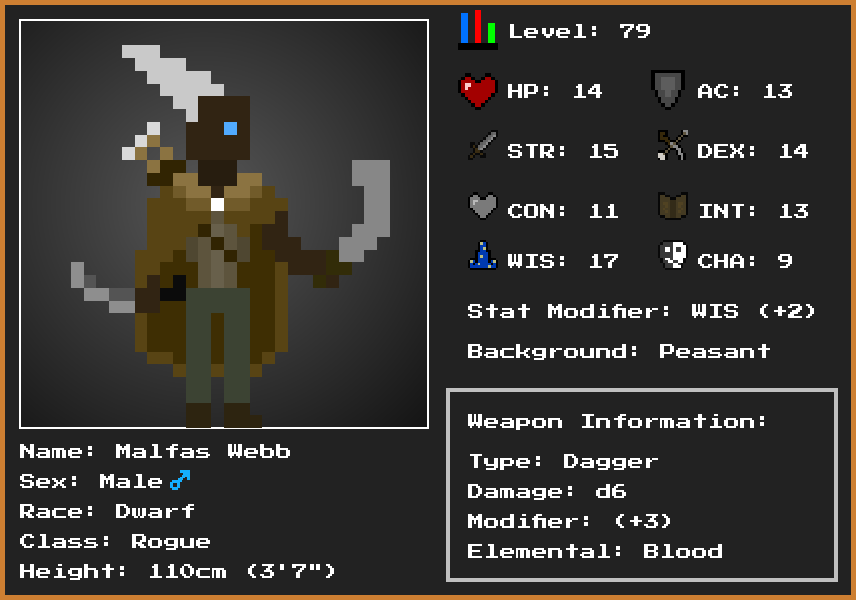 Level: 79
HP: 14
AC: 13
STR: 15
DEX: 14
CON: 11
INT: 13
WIS: 17
CHA: 9
Stat Modifier: WIS (+2)
Background: Peasant
Name: Malfas Webb
Sex: Male ♂
Race: Dwarf
Class: Rogue
Height: 110cm (3'7")
Weapon Information:
Type: Dagger
Damage: d6
Modifier: (+3)
Elemental: Blood